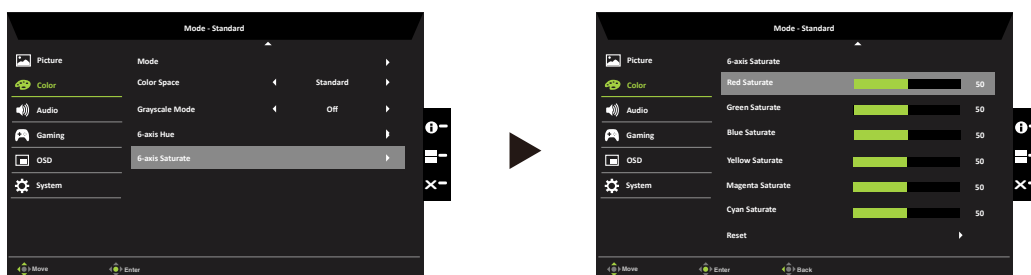 Mode - Standard
Picture
Color
Audio
Gaming
OSD
System
Mode
Color Space Standard
Grayscale Mode Off
6-axis Hue
6-axis Saturate
Move Enter
Mode - Standard
Picture
Color
Audio
Gaming
OSD
System
6-axis Saturate
Red Saturate 50
Green Saturate 50
Blue Saturate 50
Yellow Saturate 50
Magenta Saturate 50
Cyan Saturate 50
Reset
Move Enter Back